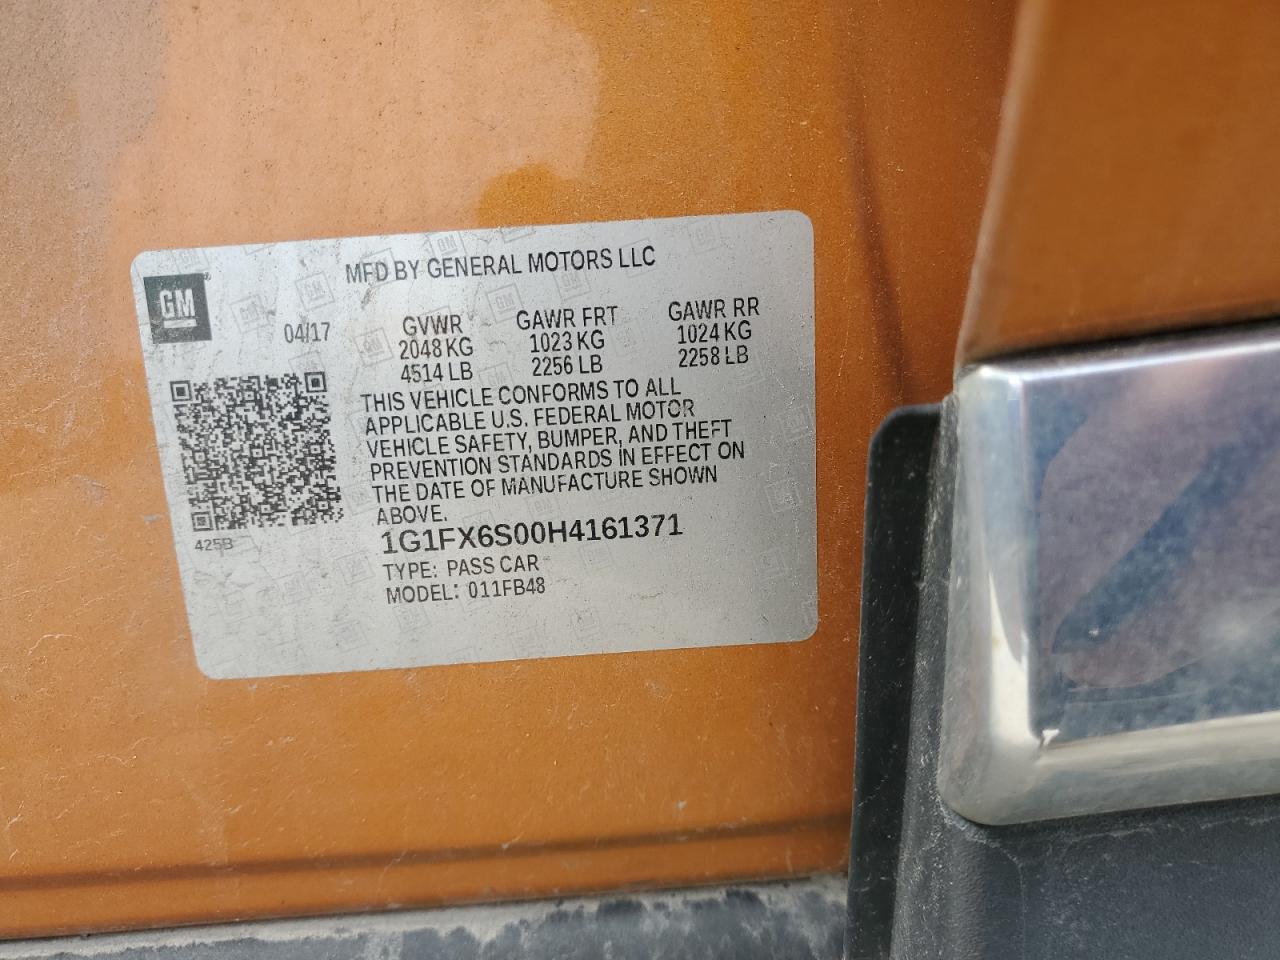 MFD BY GENERAL MOTORS LLC
GM®
04/17
GVWR GAWR FRT GAWR RR
2048 KG 1023 KG 1024 KG
4514 LB 2256 LB 2258 LB
THIS VEHICLE CONFORMS TO ALL
APPLICABLE U.S. FEDERAL MOTOR
VEHICLE SAFETY, BUMPER, AND THEFT
PREVENTION STANDARDS IN EFFECT ON
THE DATE OF MANUFACTURE SHOWN
ABOVE.
425B
1G1FX6S00H4161371
TYPE: PASS CAR
MODEL: 011FB48